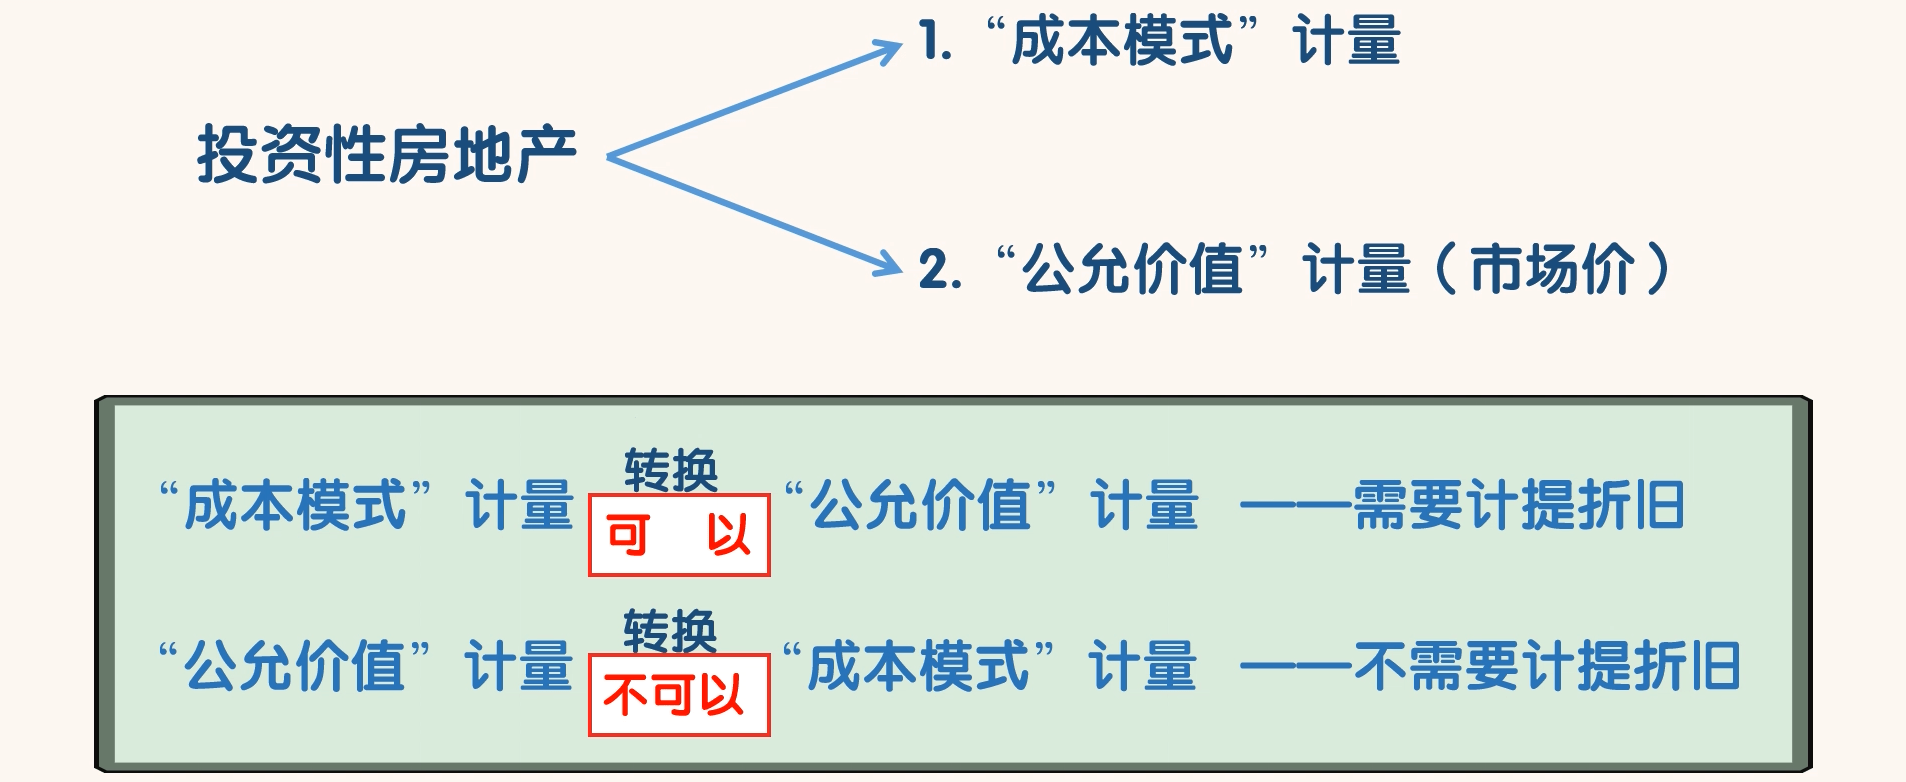 1. “成本模式” 计量
投资性房地产
2. “公允价值” 计量（市场价）
转换
“成本模式” 计量 可 以 “公允价值” 计量 ——需要计提折旧
转换
“公允价值” 计量 不可以 “成本模式” 计量 ——不需要计提折旧